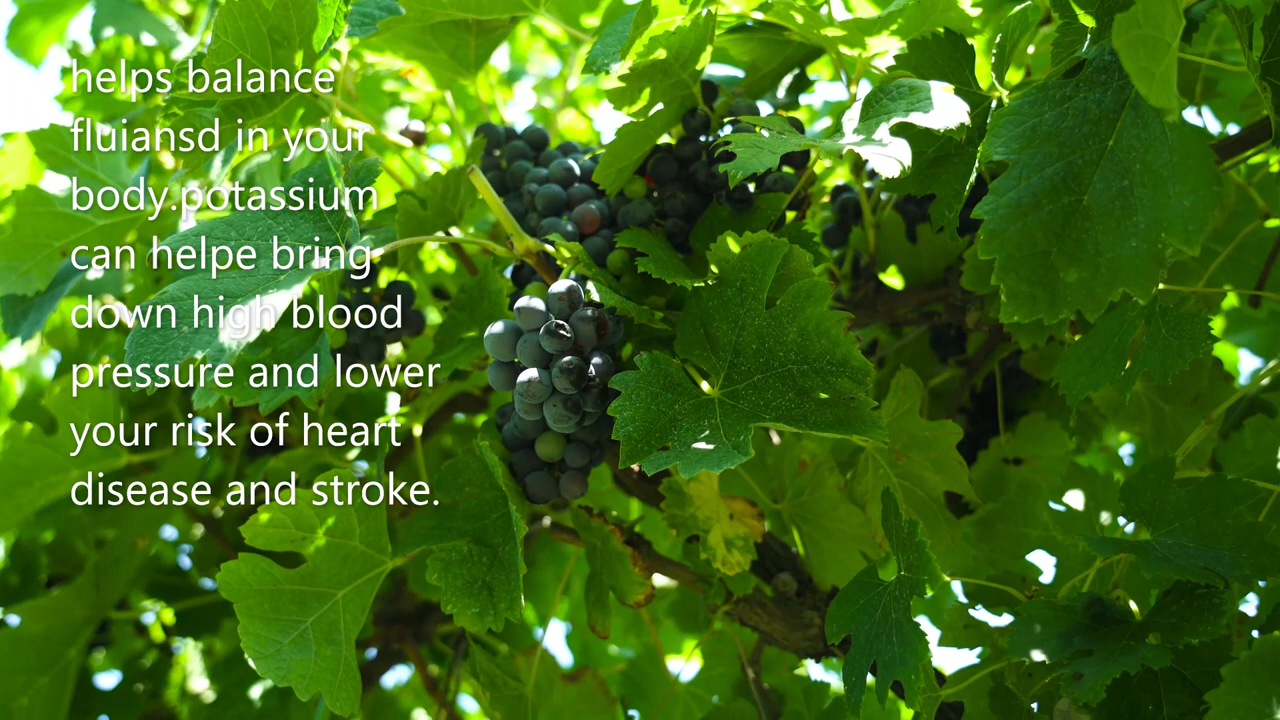 helps balance
fluiansd in your
body.potassium
can helpe bring
down high blood
pressure and lower
your risk of heart
disease and stroke.